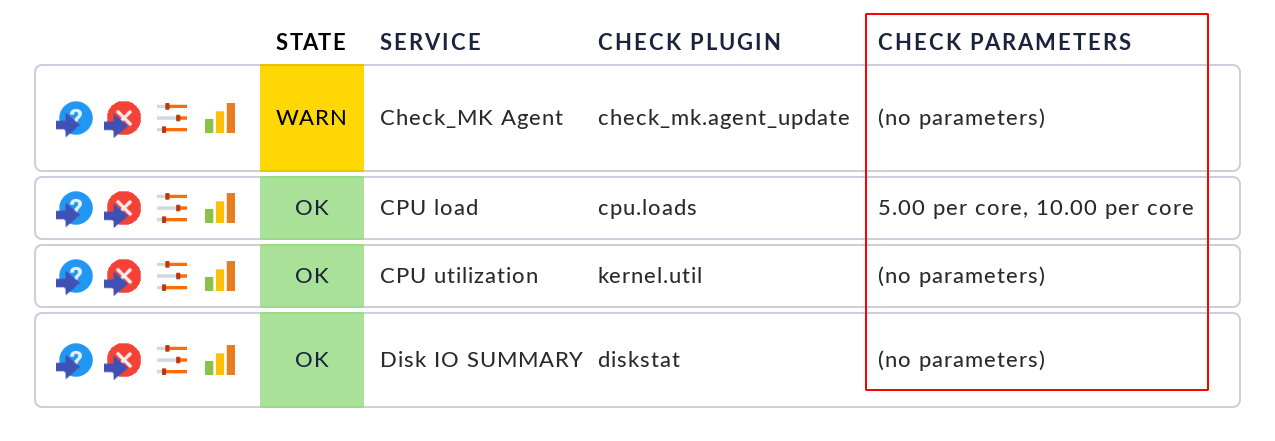 STATE SERVICE CHECK PLUGIN CHECK PARAMETERS
WARN Check_MK Agent check_mk.agent_update (no parameters)
OK CPU load cpu.loads 5.00 per core, 10.00 per core
OK CPU utilization kernel.util (no parameters)
OK Disk IO SUMMARY diskstat (no parameters)